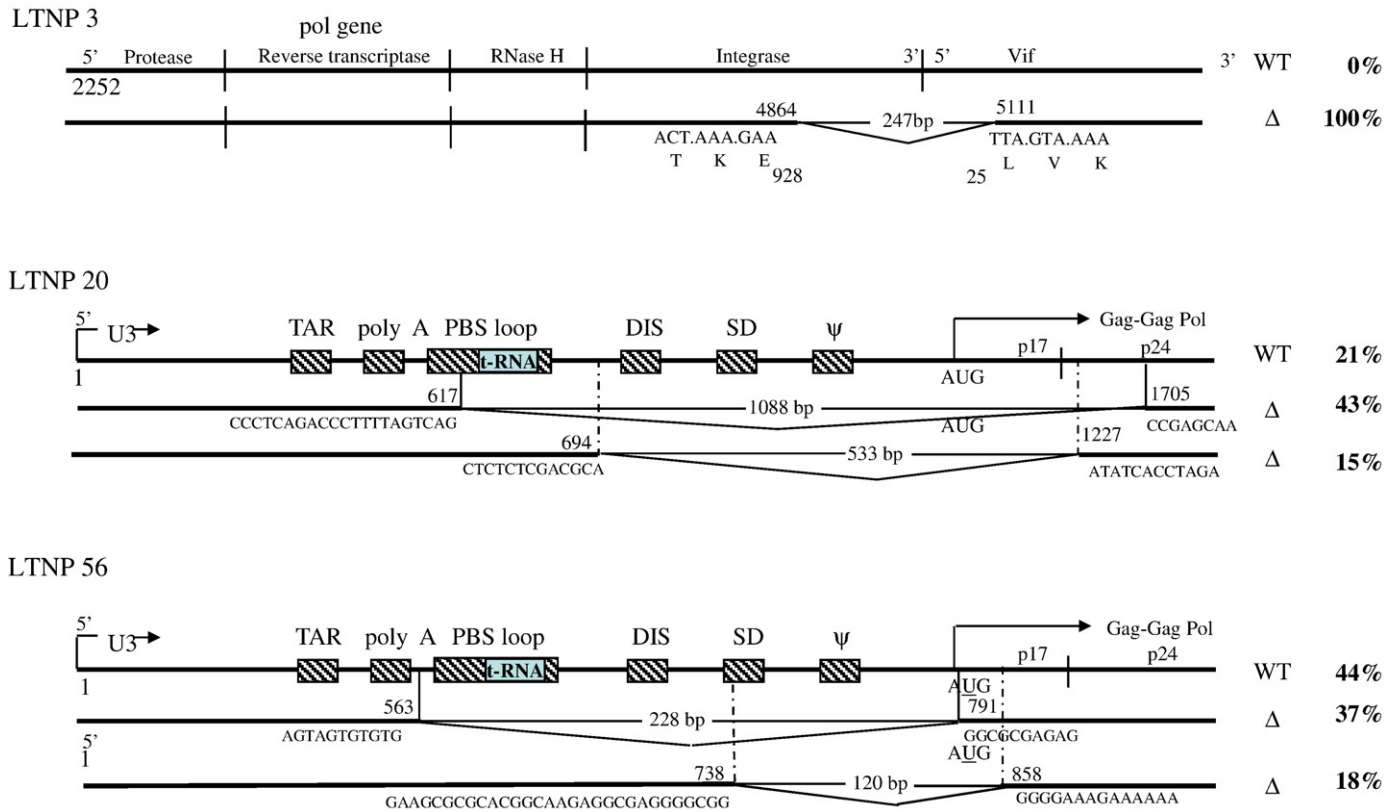 LTNP 3
pol gene
5’ Protease Reverse transcriptase RNase H Integrase 3’ 5’ Vif 3’ WT 0%
2252
4864 247bp 5111 Δ 100%
ACT.AAA.GAA TTA.GTA.AAA
T K E 928 25 L V K
LTNP 20
5’ U3 TAR poly A PBS loop DIS SD ψ Gag-Gag Pol
t-RNA p17 p24 WT 21%
1 AUG
617 1088 bp 1705 Δ 43%
CCCTCAGACCCTTTTAGTCAG AUG CCGAGCAA
694 533 bp 1227 Δ 15%
CTCTCTCGACGCA ATATCACCTAGA
LTNP 56
5’ U3 TAR poly A PBS loop DIS SD ψ Gag-Gag Pol
t-RNA p17 p24 WT 44%
1 AUG
563 228 bp 791 Δ 37%
AGTAGTGTGTG GGCGCGAGAG
5’ AUG
1
738 120 bp 858 Δ 18%
GAAGCGCGCACGGCAAGAGGCGAGGGGCGG GGGGAAAGAAAAAA